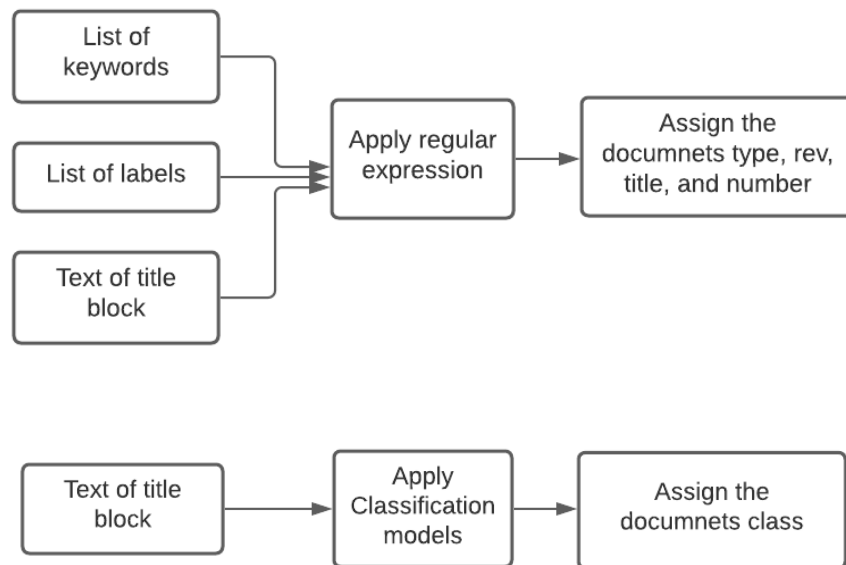 List of
keywords
List of labels
Text of title
block
Apply regular
expression
Assign the
documnets type, rev,
title, and number
Text of title
block
Apply
Classification
models
Assign the
documnets class